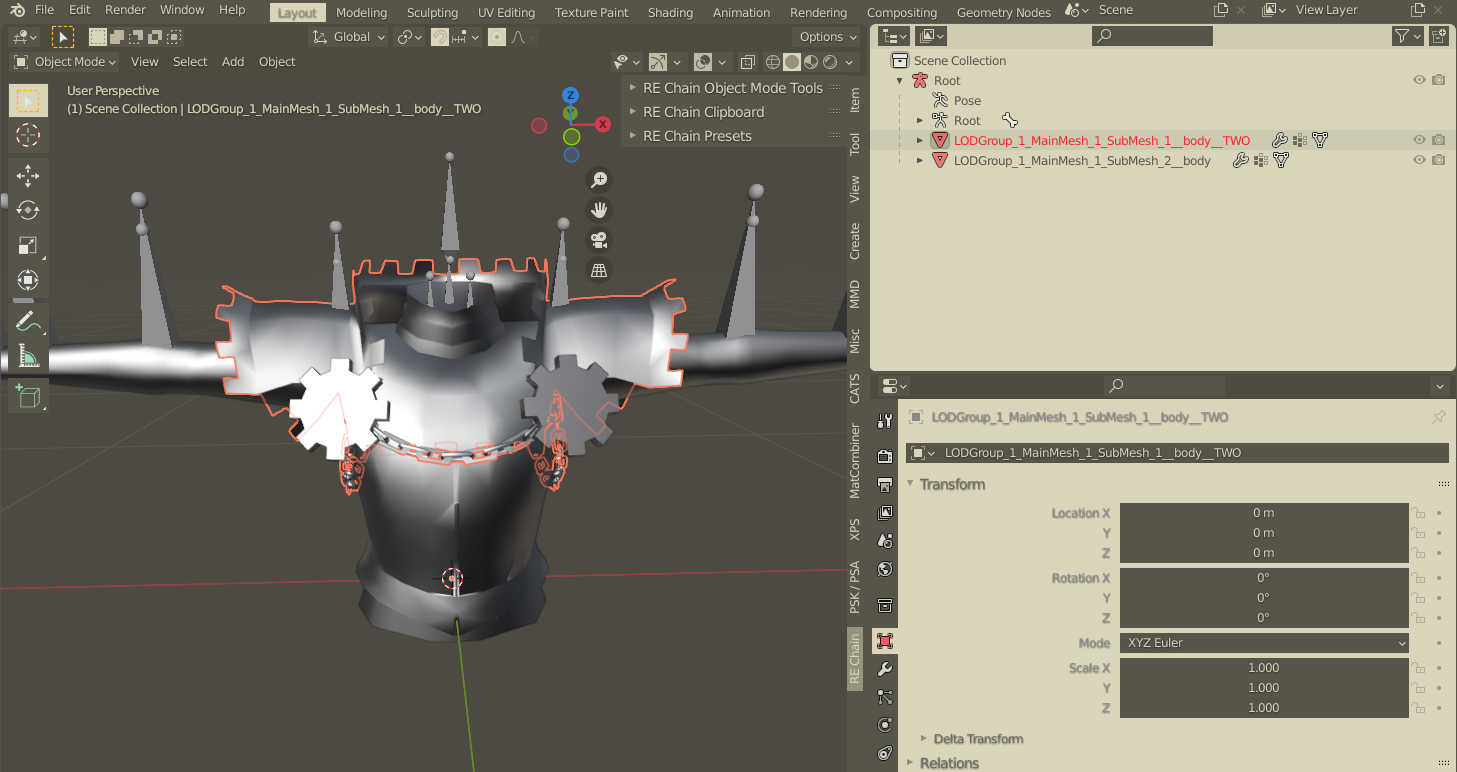 File Edit Render Window Help Layout Modeling Sculpting UV Editing Texture Paint Shading Animation Rendering Compositing Geometry Nodes Scene View Layer
Global Options
Object Mode View Select Add Object
User Perspective
(1) Scene Collection | LODGroup_1_MainMesh_1_SubMesh_1__body__TWO
Z
Y
X
RE Chain Object Mode Tools
RE Chain Clipboard
RE Chain Presets
Item
Tool
View
Create
MMD
Misc
CATS
MatCombiner
XPS
PSK / PSA
RE Chain
Scene Collection
Root
Pose
Root
LODGroup_1_MainMesh_1_SubMesh_1__body__TWO
LODGroup_1_MainMesh_1_SubMesh_2__body
LODGroup_1_MainMesh_1_SubMesh_1__body__TWO
LODGroup_1_MainMesh_1_SubMesh_1__body__TWO
Transform
Location X 0 m
Y 0 m
Z 0 m
Rotation X 0°
Y 0°
Z 0°
Mode XYZ Euler
Scale X 1.000
Y 1.000
Z 1.000
Delta Transform
Relations